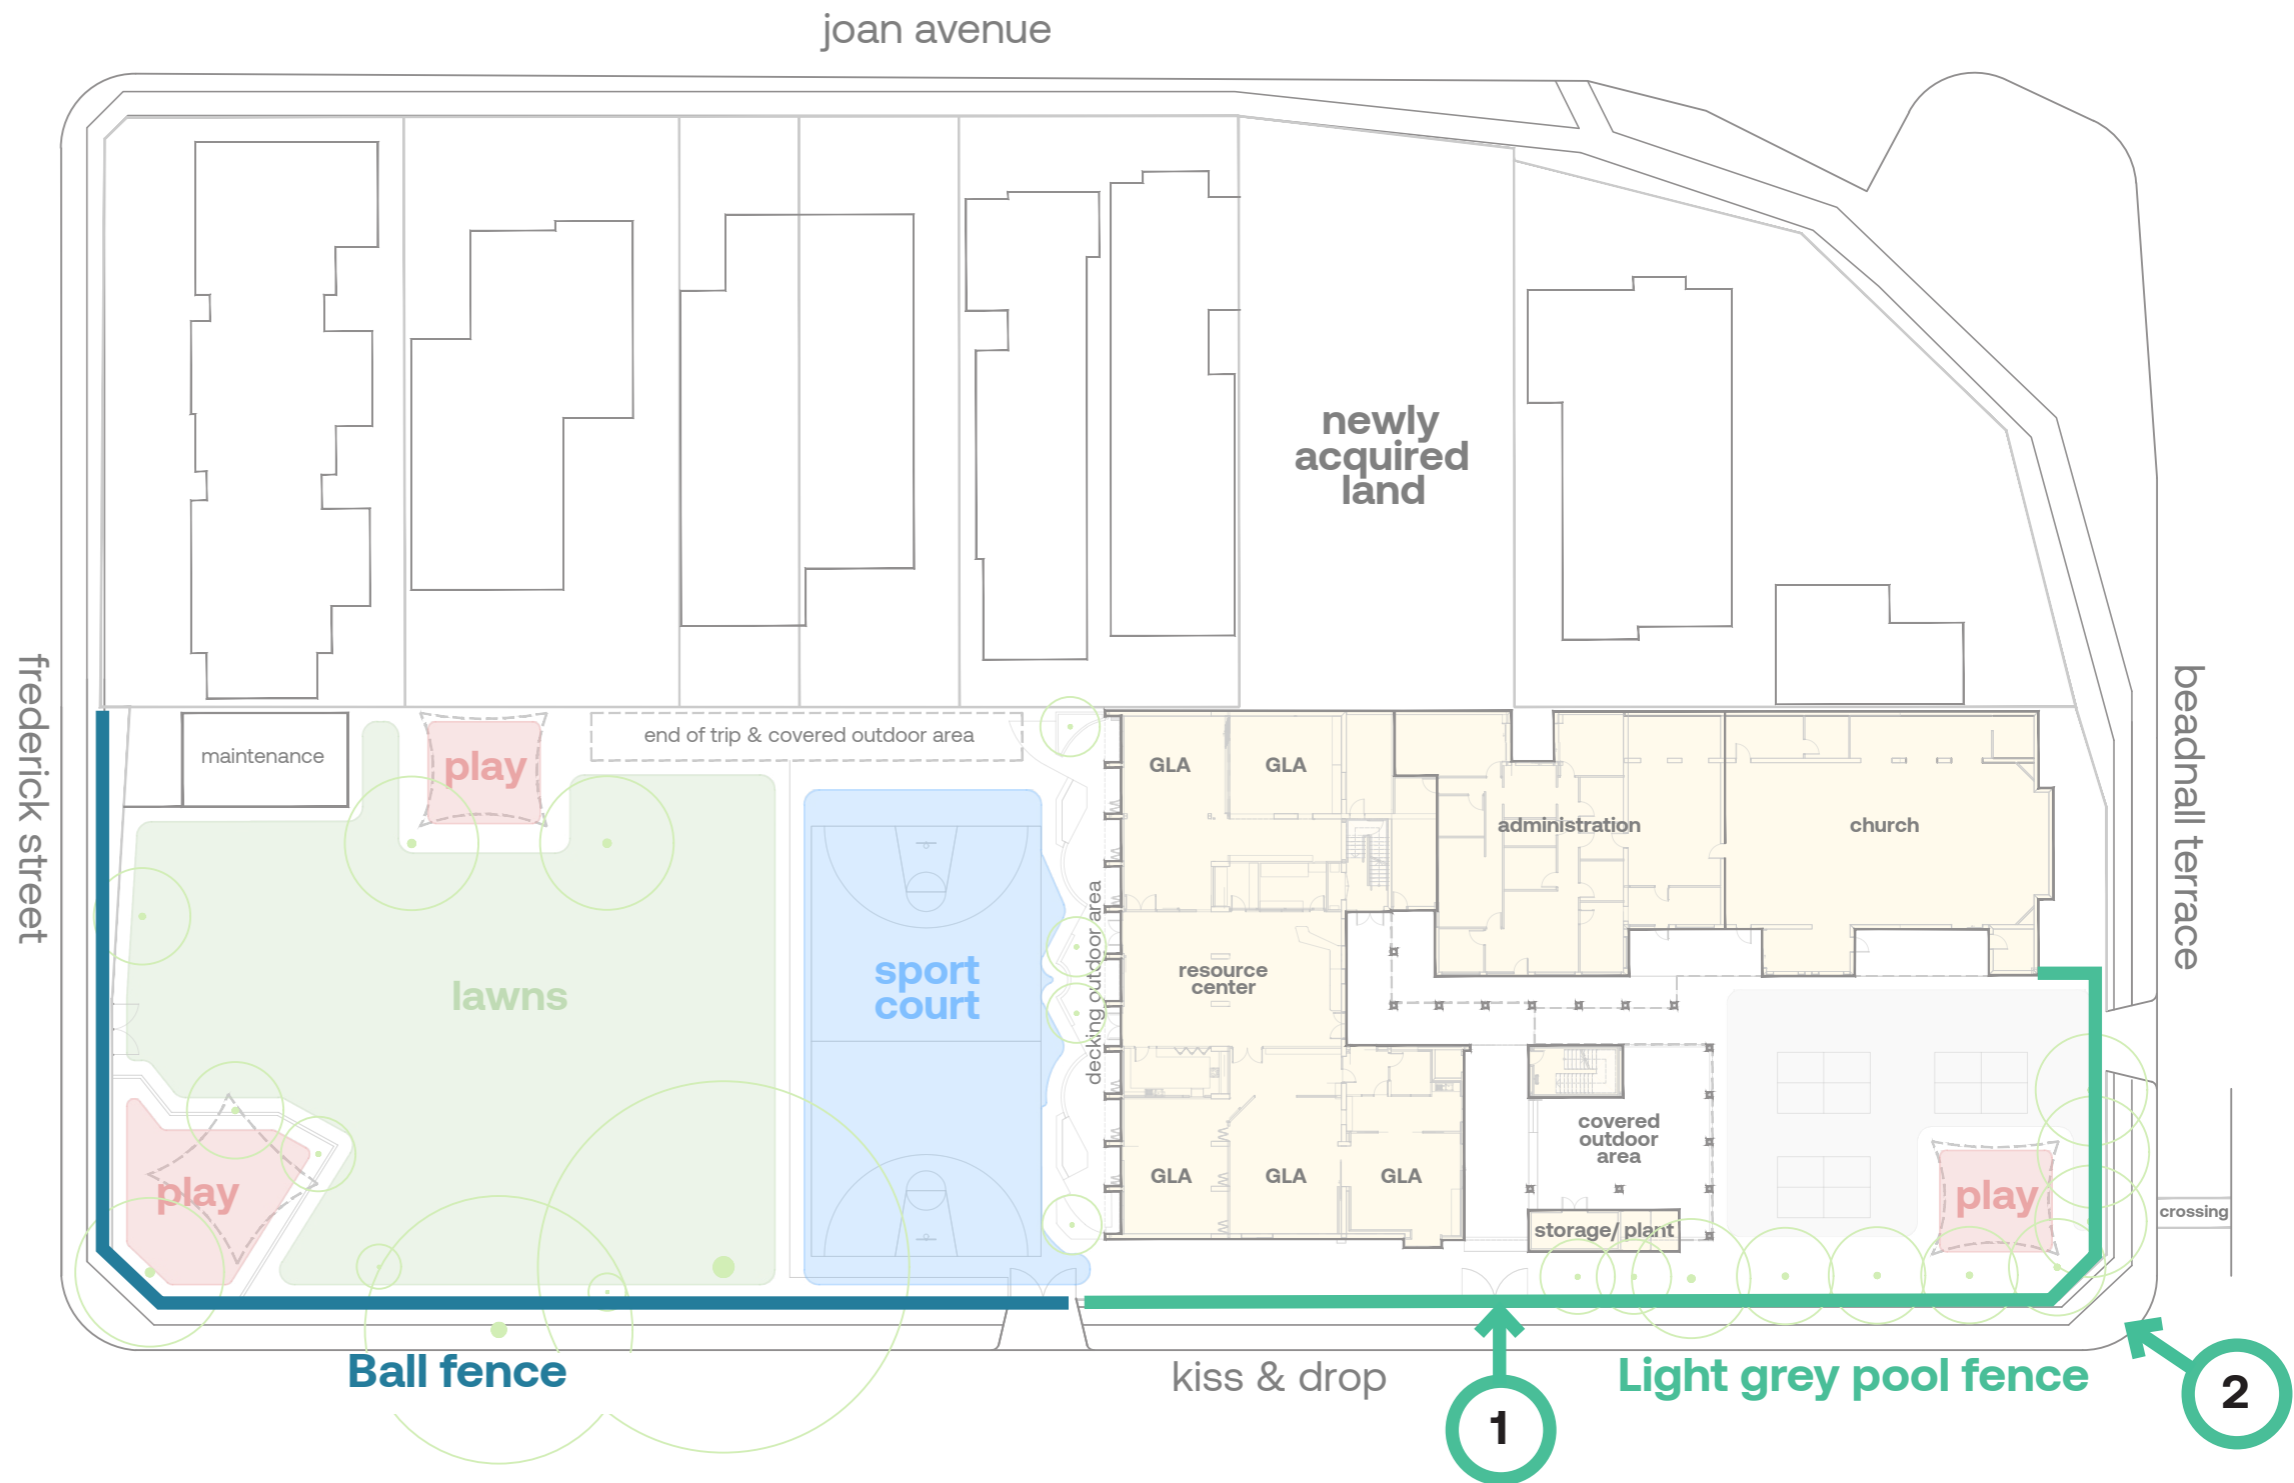 joan avenue
newly
acquired
land
frederick street
beadnall terrace
maintenance
play
end of trip & covered outdoor area
GLA
GLA
administration
church
decking outdoor area
lawns
sport
court
resource
center
covered
outdoor
area
play
GLA
GLA
GLA
play
storage/ plant
crossing
Ball fence
kiss & drop
Light grey pool fence
1
2